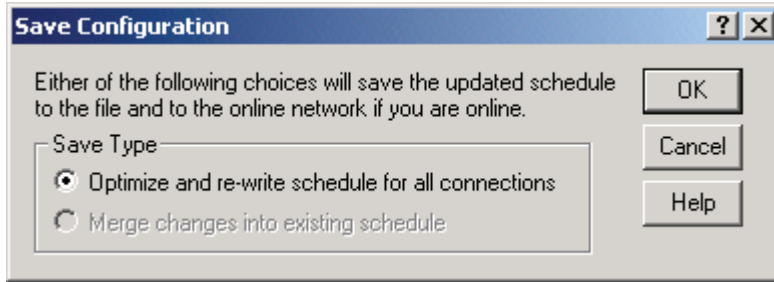 Save Configuration
? X
Either of the following choices will save the updated schedule
to the file and to the online network if you are online.
OK
Save Type
Cancel
Optimize and re-write schedule for all connections
Help
Merge changes into existing schedule